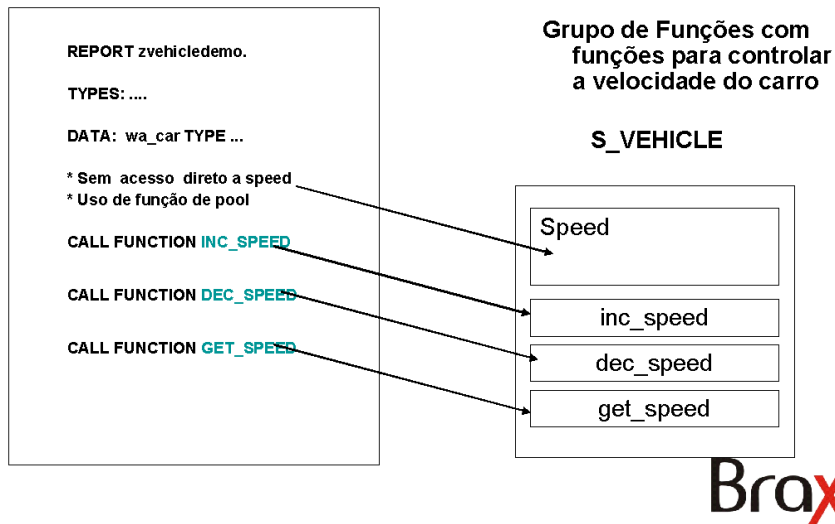 REPORT zvehicledemo.
TYPES: ....
DATA: wa_car TYPE ...
* Sem acesso direto a speed
* Uso de função de pool
CALL FUNCTION INC_SPEED
CALL FUNCTION DEC_SPEED
CALL FUNCTION GET_SPEED
Grupo de Funções com
funções para controlar
a velocidade do carro
S_VEHICLE
Speed
inc_speed
dec_speed
get_speed
Brax